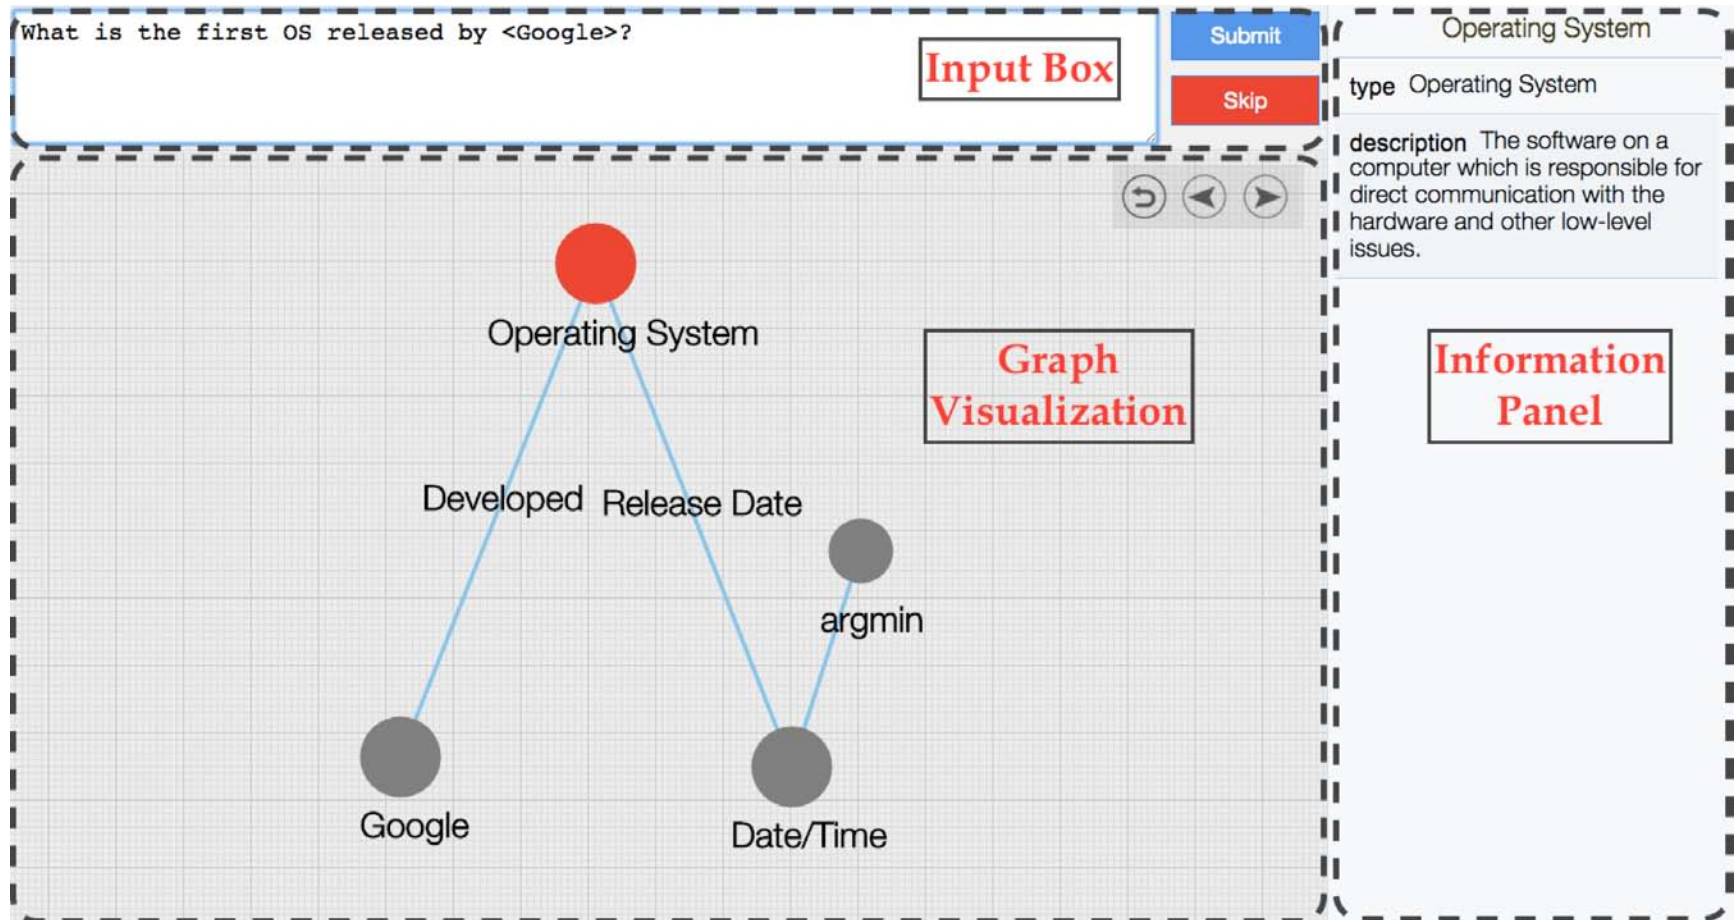 What is the first OS released by <Google>?
Input Box
Submit
Skip
Operating System
type Operating System
description The software on a
computer which is responsible for
direct communication with the
hardware and other low-level
issues.
Operating System
Graph
Visualization
Information
Panel
Developed
Release Date
argmin
Google
Date/Time